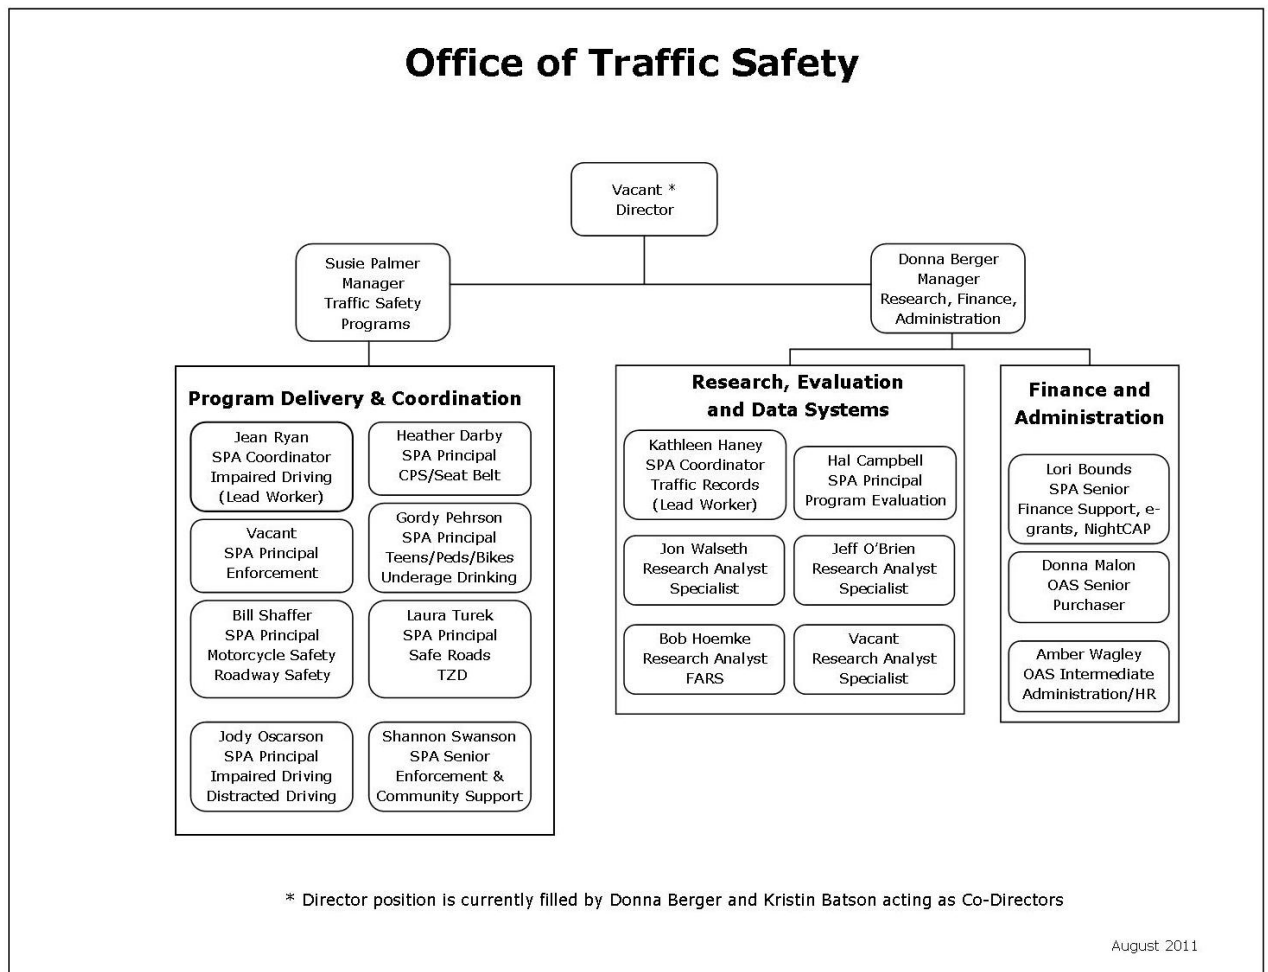 Office of Traffic Safety
Vacant *
Director
Susie Palmer
Manager
Traffic Safety
Programs
Donna Berger
Manager
Research, Finance,
Administration
Program Delivery & Coordination
Jean Ryan
SPA Coordinator
Impaired Driving
(Lead Worker)
Heather Darby
SPA Principal
CPS/Seat Belt
Vacant
SPA Principal
Enforcement
Gordy Pehrson
SPA Principal
Teens/Peds/Bikes
Underage Drinking
Bill Shaffer
SPA Principal
Motorcycle Safety
Roadway Safety
Laura Turek
SPA Principal
Safe Roads
TZD
Jody Oscarson
SPA Principal
Impaired Driving
Distracted Driving
Shannon Swanson
SPA Senior
Enforcement &
Community Support
Research, Evaluation
and Data Systems
Kathleen Haney
SPA Coordinator
Traffic Records
(Lead Worker)
Hal Campbell
SPA Principal
Program Evaluation
Jon Walseth
Research Analyst
Specialist
Jeff O'Brien
Research Analyst
Specialist
Bob Hoemke
Research Analyst
FARS
Vacant
Research Analyst
Specialist
Finance and
Administration
Lori Bounds
SPA Senior
Finance Support, e-
grants, NightCAP
Donna Malon
OAS Senior
Purchaser
Amber Wagley
OAS Intermediate
Administration/HR
* Director position is currently filled by Donna Berger and Kristin Batson acting as Co-Directors
August 2011